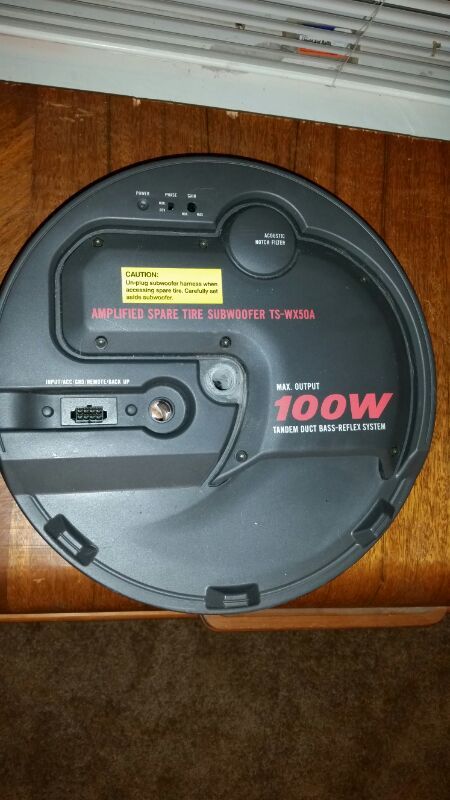 POWER
PHASE
GAIN
NOR.
REV.
MIN. MAX.
ACOUSTIC
NOTCH FILTER
CAUTION:
Un-plug subwoofer harness when
accessing spare tire. Carefully set
aside subwoofer.
AMPLIFIED SPARE TIRE SUBWOOFER TS-WX50A
INPUT/ACC/GND/REMOTE/BACK UP
MAX. OUTPUT
100W
TANDEM DUCT BASS-REFLEX SYSTEM